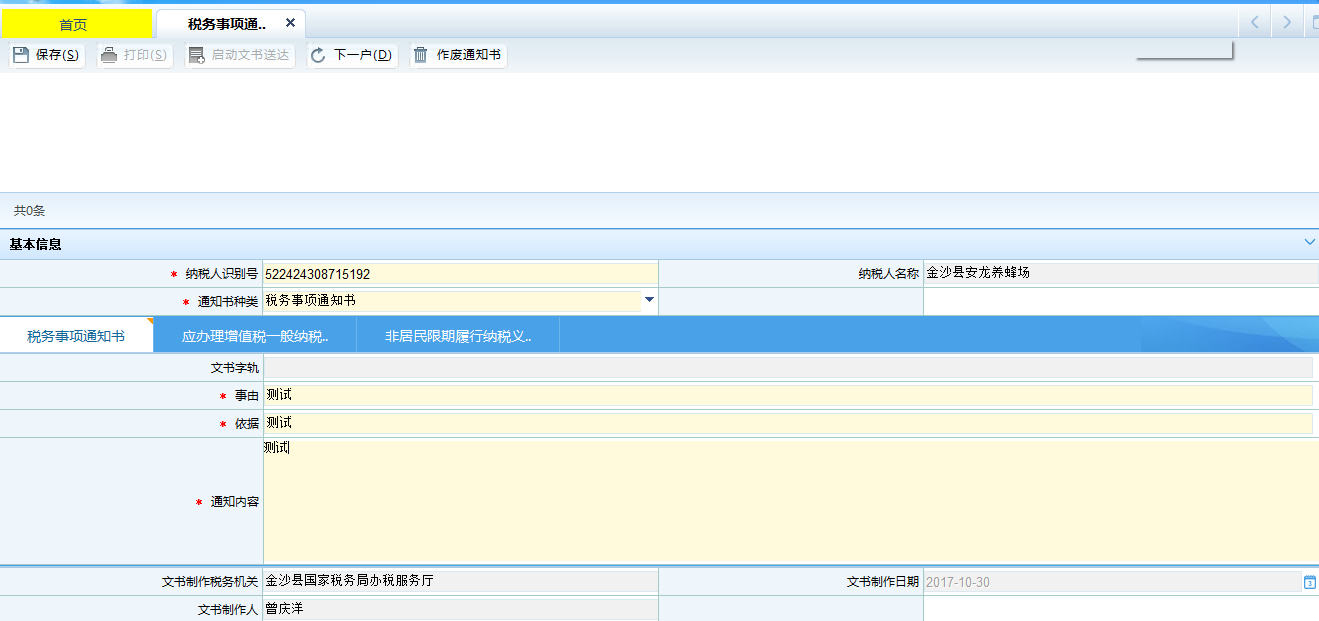 首页 税务事项通..
保存(S) 打印(S) 启动文书送达 下一户(D) 作废通知书
共0条
基本信息
* 纳税人识别号 522424308715192 纳税人名称 金沙县安龙养蜂场
* 通知书种类 税务事项通知书
税务事项通知书 应办理增值税一般纳税.. 非居民限期履行纳税义..
文书字轨
* 事由 测试
* 依据 测试
测试
* 通知内容
文书制作税务机关 金沙县国家税务局办税服务厅 文书制作日期 2017-10-30
文书制作人 曾庆洋